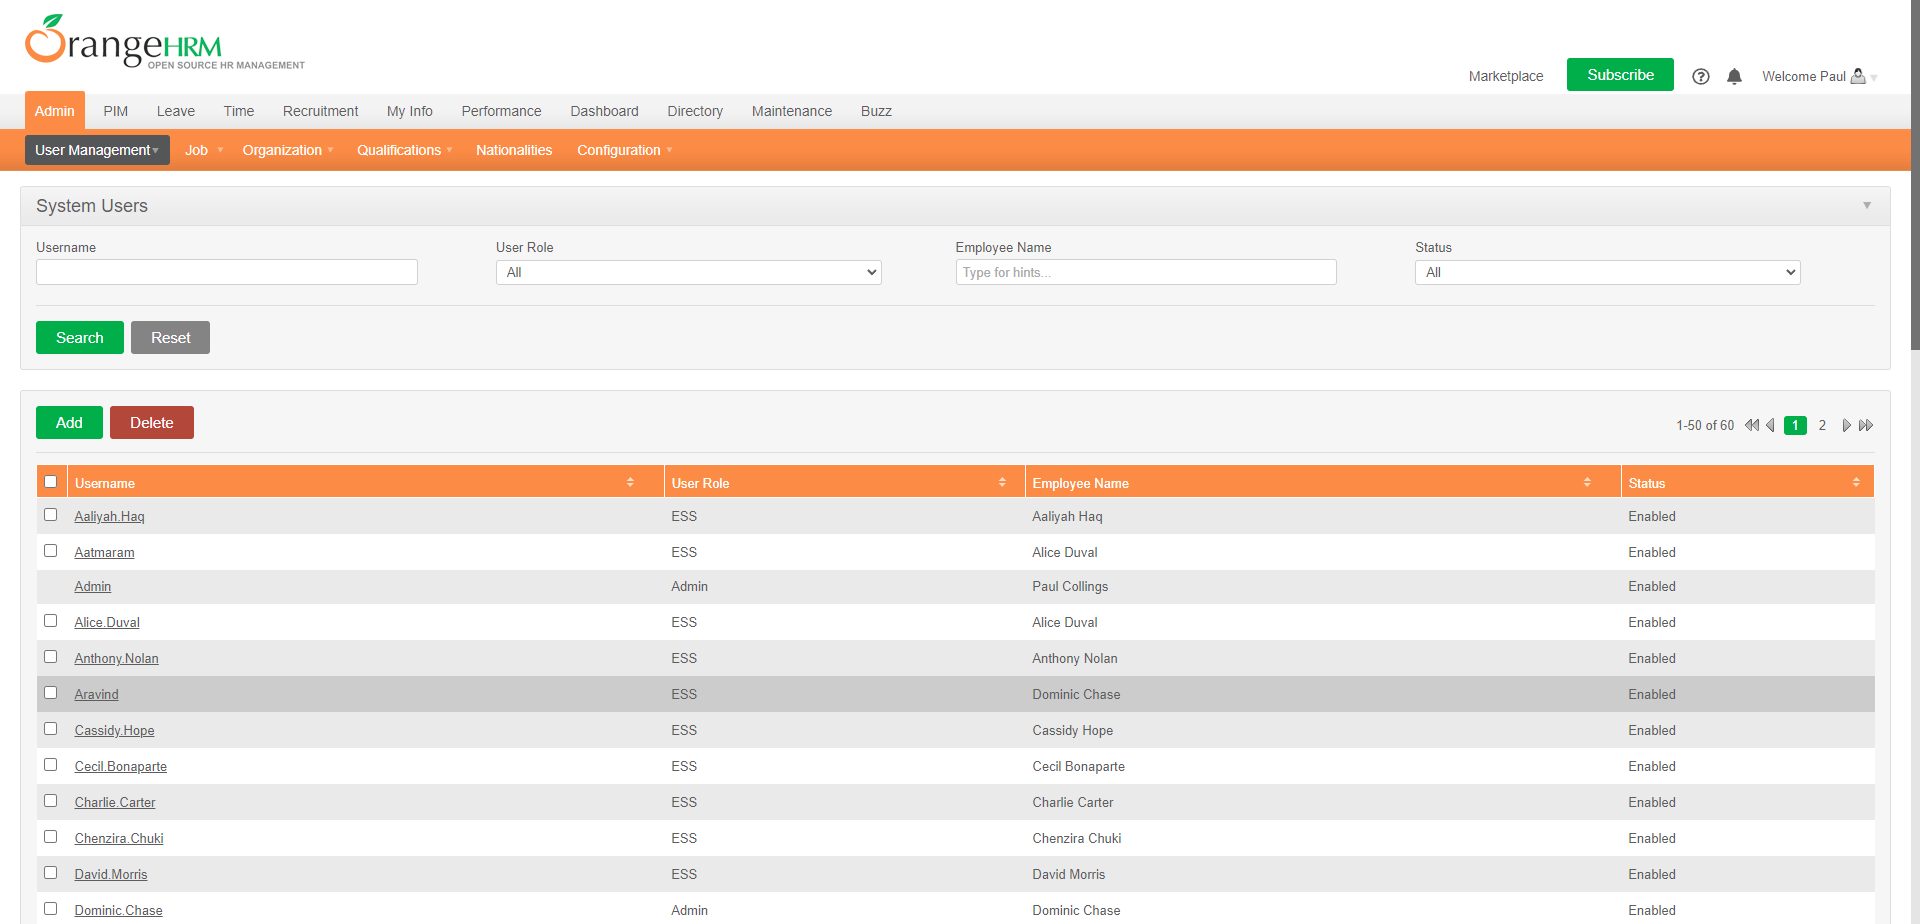 OrangeHRM
OPEN SOURCE HR MANAGEMENT
Marketplace Subscribe Welcome Paul
Admin PIM Leave Time Recruitment My Info Performance Dashboard Directory Maintenance Buzz
User Management Job Organization Qualifications Nationalities Configuration
System Users
Username User Role Employee Name Status
All Type for hints... All
Search Reset
Add Delete 1-50 of 60 1 2
Username User Role Employee Name Status
Aaliyah.Haq ESS Aaliyah Haq Enabled
Aatmaram ESS Alice Duval Enabled
Admin Admin Paul Collings Enabled
Alice.Duval ESS Alice Duval Enabled
Anthony.Nolan ESS Anthony Nolan Enabled
Aravind ESS Dominic Chase Enabled
Cassidy.Hope ESS Cassidy Hope Enabled
Cecil.Bonaparte ESS Cecil Bonaparte Enabled
Charlie.Carter ESS Charlie Carter Enabled
Chenzira.Chuki ESS Chenzira Chuki Enabled
David.Morris ESS David Morris Enabled
Dominic.Chase Admin Dominic Chase Enabled